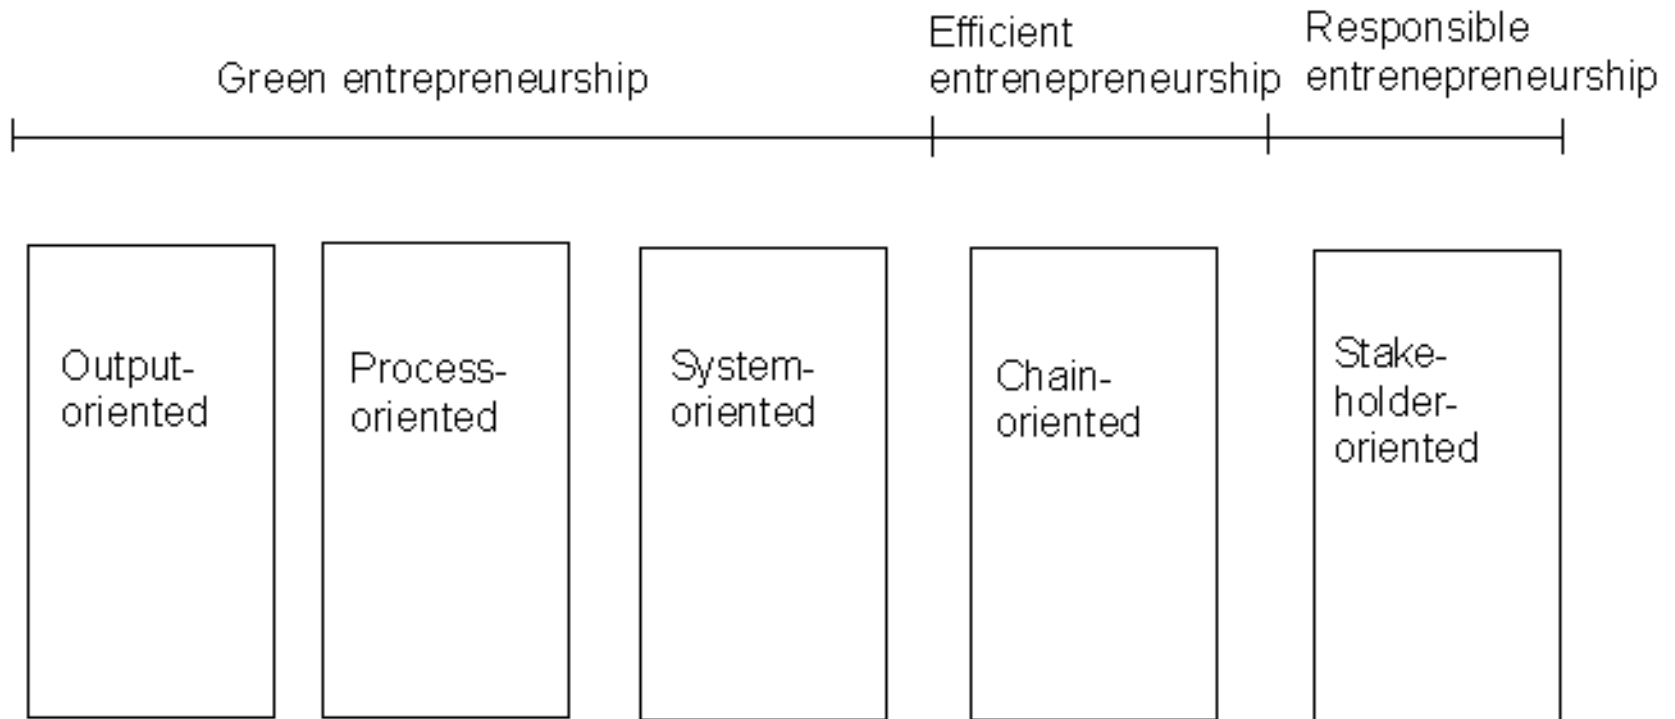 Green entrepreneurship
Efficient
entrenepreneurship
Responsible
entrenepreneurship
Output-
oriented
Process-
oriented
System-
oriented
Chain-
oriented
Stake-
holder-
oriented